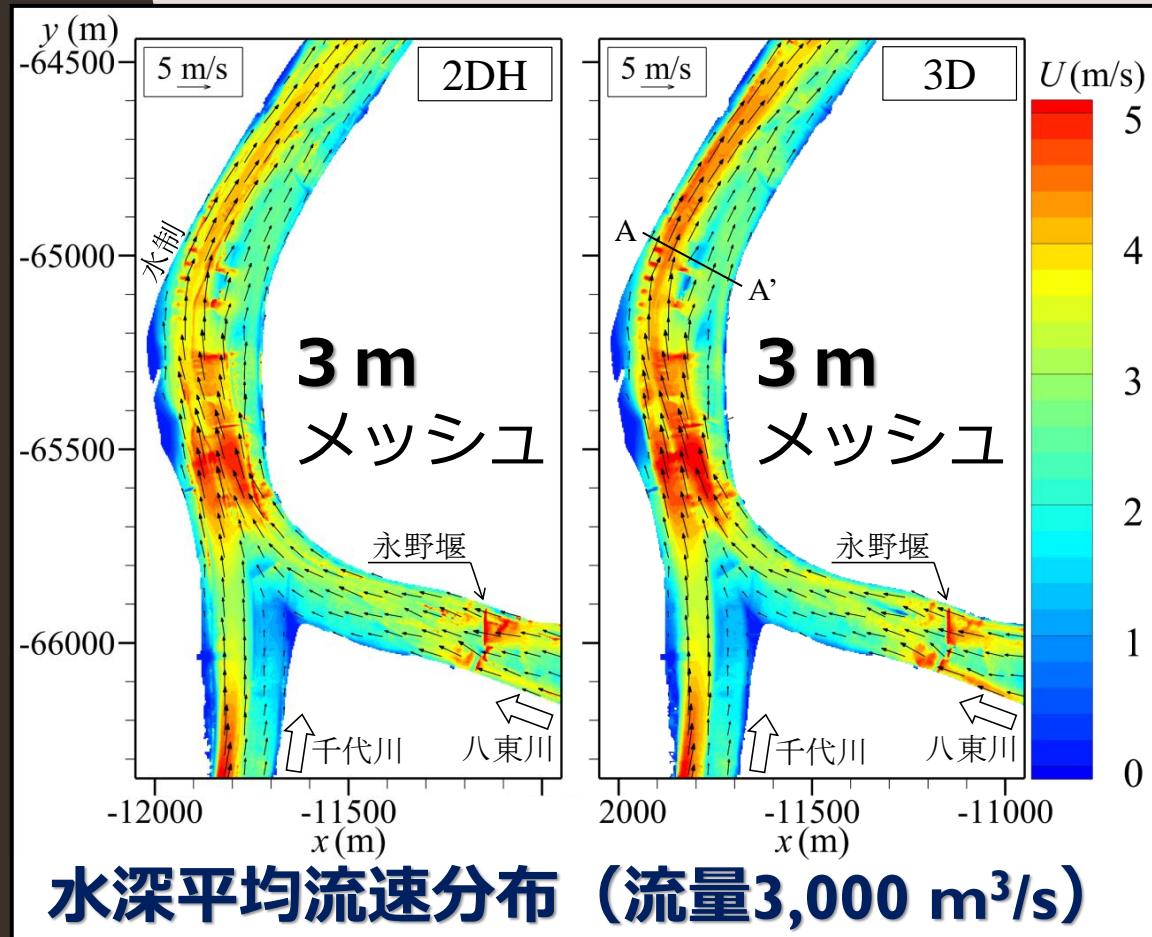 y (m)
-64500
-65000
-65500
-66000
5 m/s
2DH
水制
3 m
メッシュ
永野堰
千代川
八東川
-12000
-11500
x (m)
5 m/s
3D
A
A’
3 m
メッシュ
永野堰
千代川
八東川
2000
-11500
-11000
x (m)
U (m/s)
5
4
3
2
1
0
水深平均流速分布（流量3,000 m³/s）